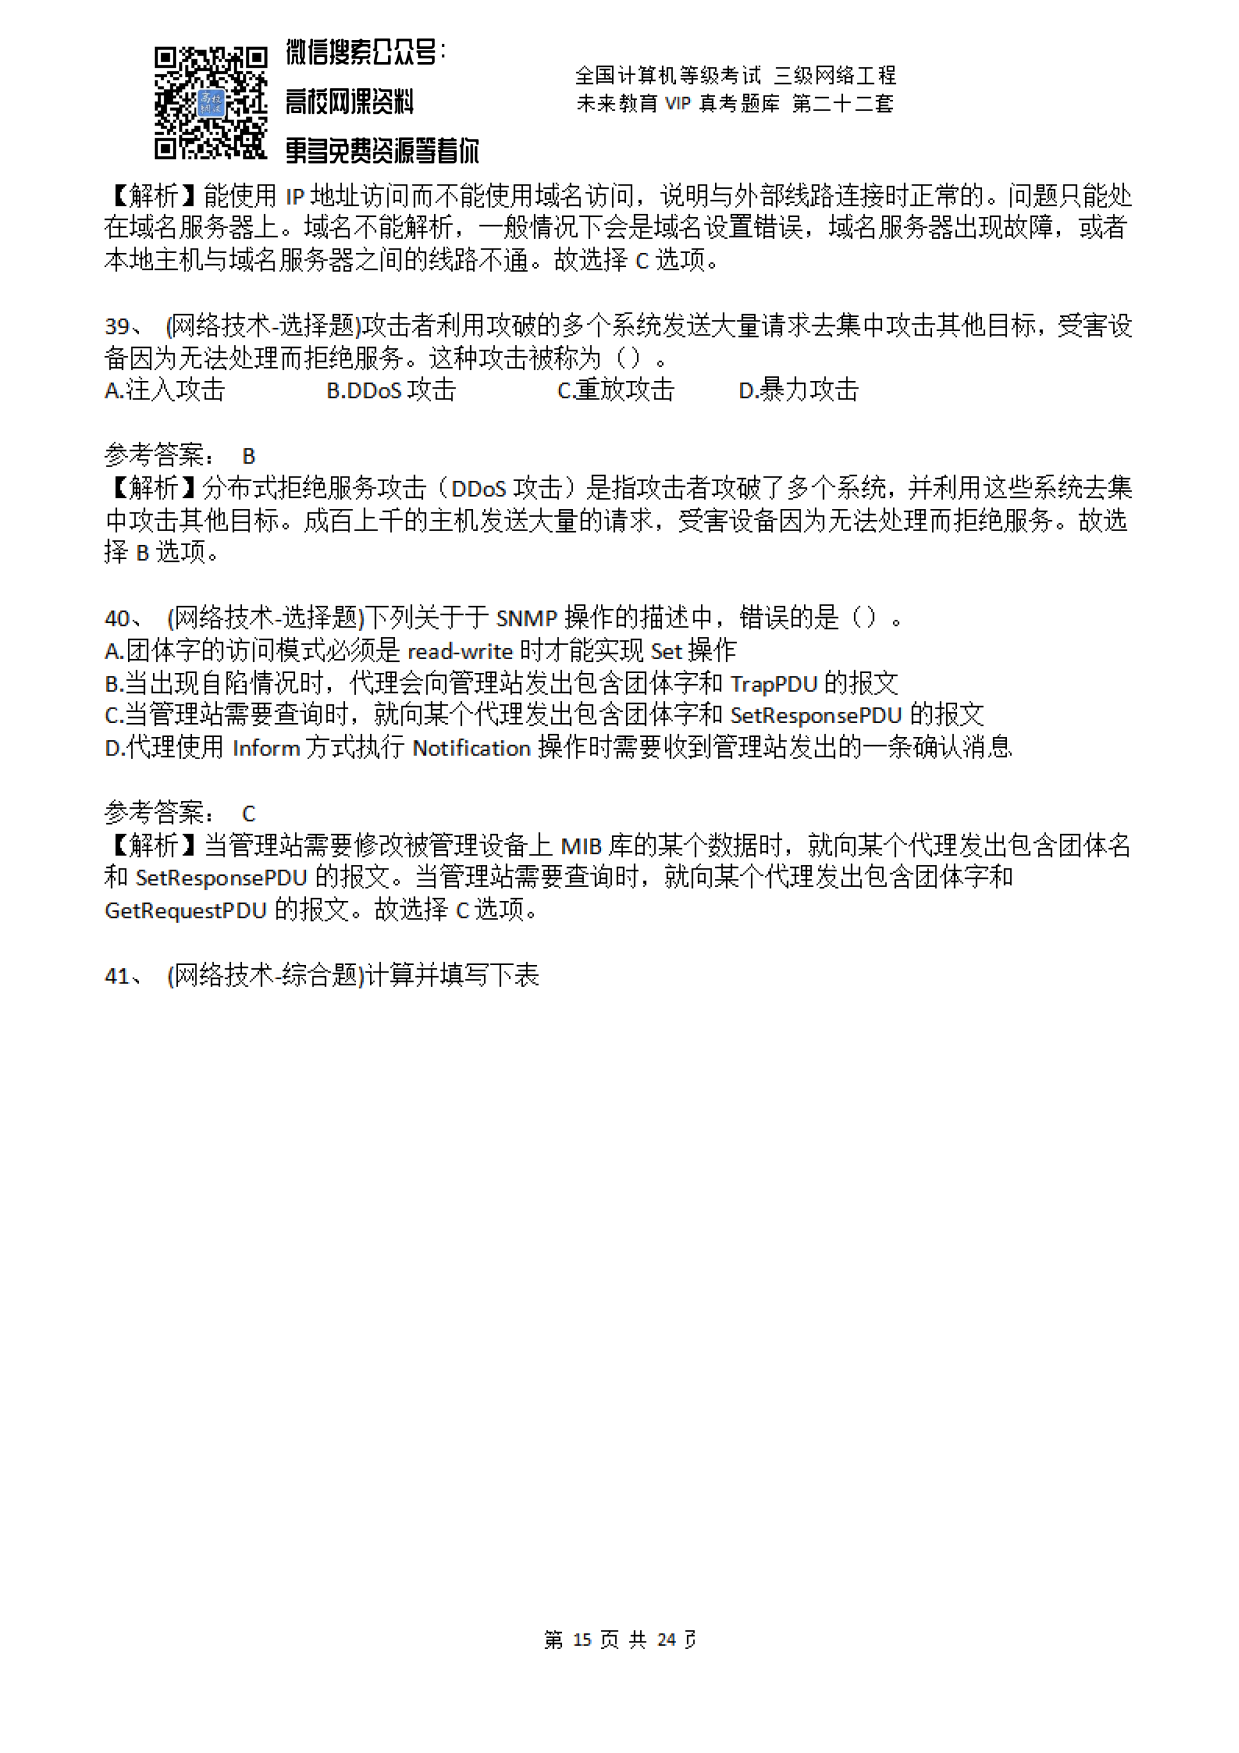 微信搜索公众号：
高校网课资料
更多免费资源等着你
全国计算机等级考试 三级网络工程
未来教育 VIP 真考题库 第二十二套
高校
网课
【解析】能使用 IP 地址访问而不能使用域名访问，说明与外部线路连接时正常的。问题只能处
在域名服务器上。域名不能解析，一般情况下会是域名设置错误，域名服务器出现故障，或者
本地主机与域名服务器之间的线路不通。故选择 C 选项。
39、 (网络技术-选择题)攻击者利用攻破的多个系统发送大量请求去集中攻击其他目标，受害设
备因为无法处理而拒绝服务。这种攻击被称为（）。
A.注入攻击 B.DDoS 攻击 C.重放攻击 D.暴力攻击
参考答案： B
【解析】分布式拒绝服务攻击（DDoS 攻击）是指攻击者攻破了多个系统，并利用这些系统去集
中攻击其他目标。成百上千的主机发送大量的请求，受害设备因为无法处理而拒绝服务。故选
择 B 选项。
40、 (网络技术-选择题)下列关于于 SNMP 操作的描述中，错误的是（）。
A.团体字的访问模式必须是 read-write 时才能实现 Set 操作
B.当出现自陷情况时，代理会向管理站发出包含团体字和 TrapPDU 的报文
C.当管理站需要查询时，就向某个代理发出包含团体字和 SetResponsePDU 的报文
D.代理使用 Inform 方式执行 Notification 操作时需要收到管理站发出的一条确认消息
参考答案： C
【解析】当管理站需要修改被管理设备上 MIB 库的某个数据时，就向某个代理发出包含团体名
和 SetResponsePDU 的报文。当管理站需要查询时，就向某个代理发出包含团体字和
GetRequestPDU 的报文。故选择 C 选项。
41、 (网络技术-综合题)计算并填写下表
第 15 页 共 24 页